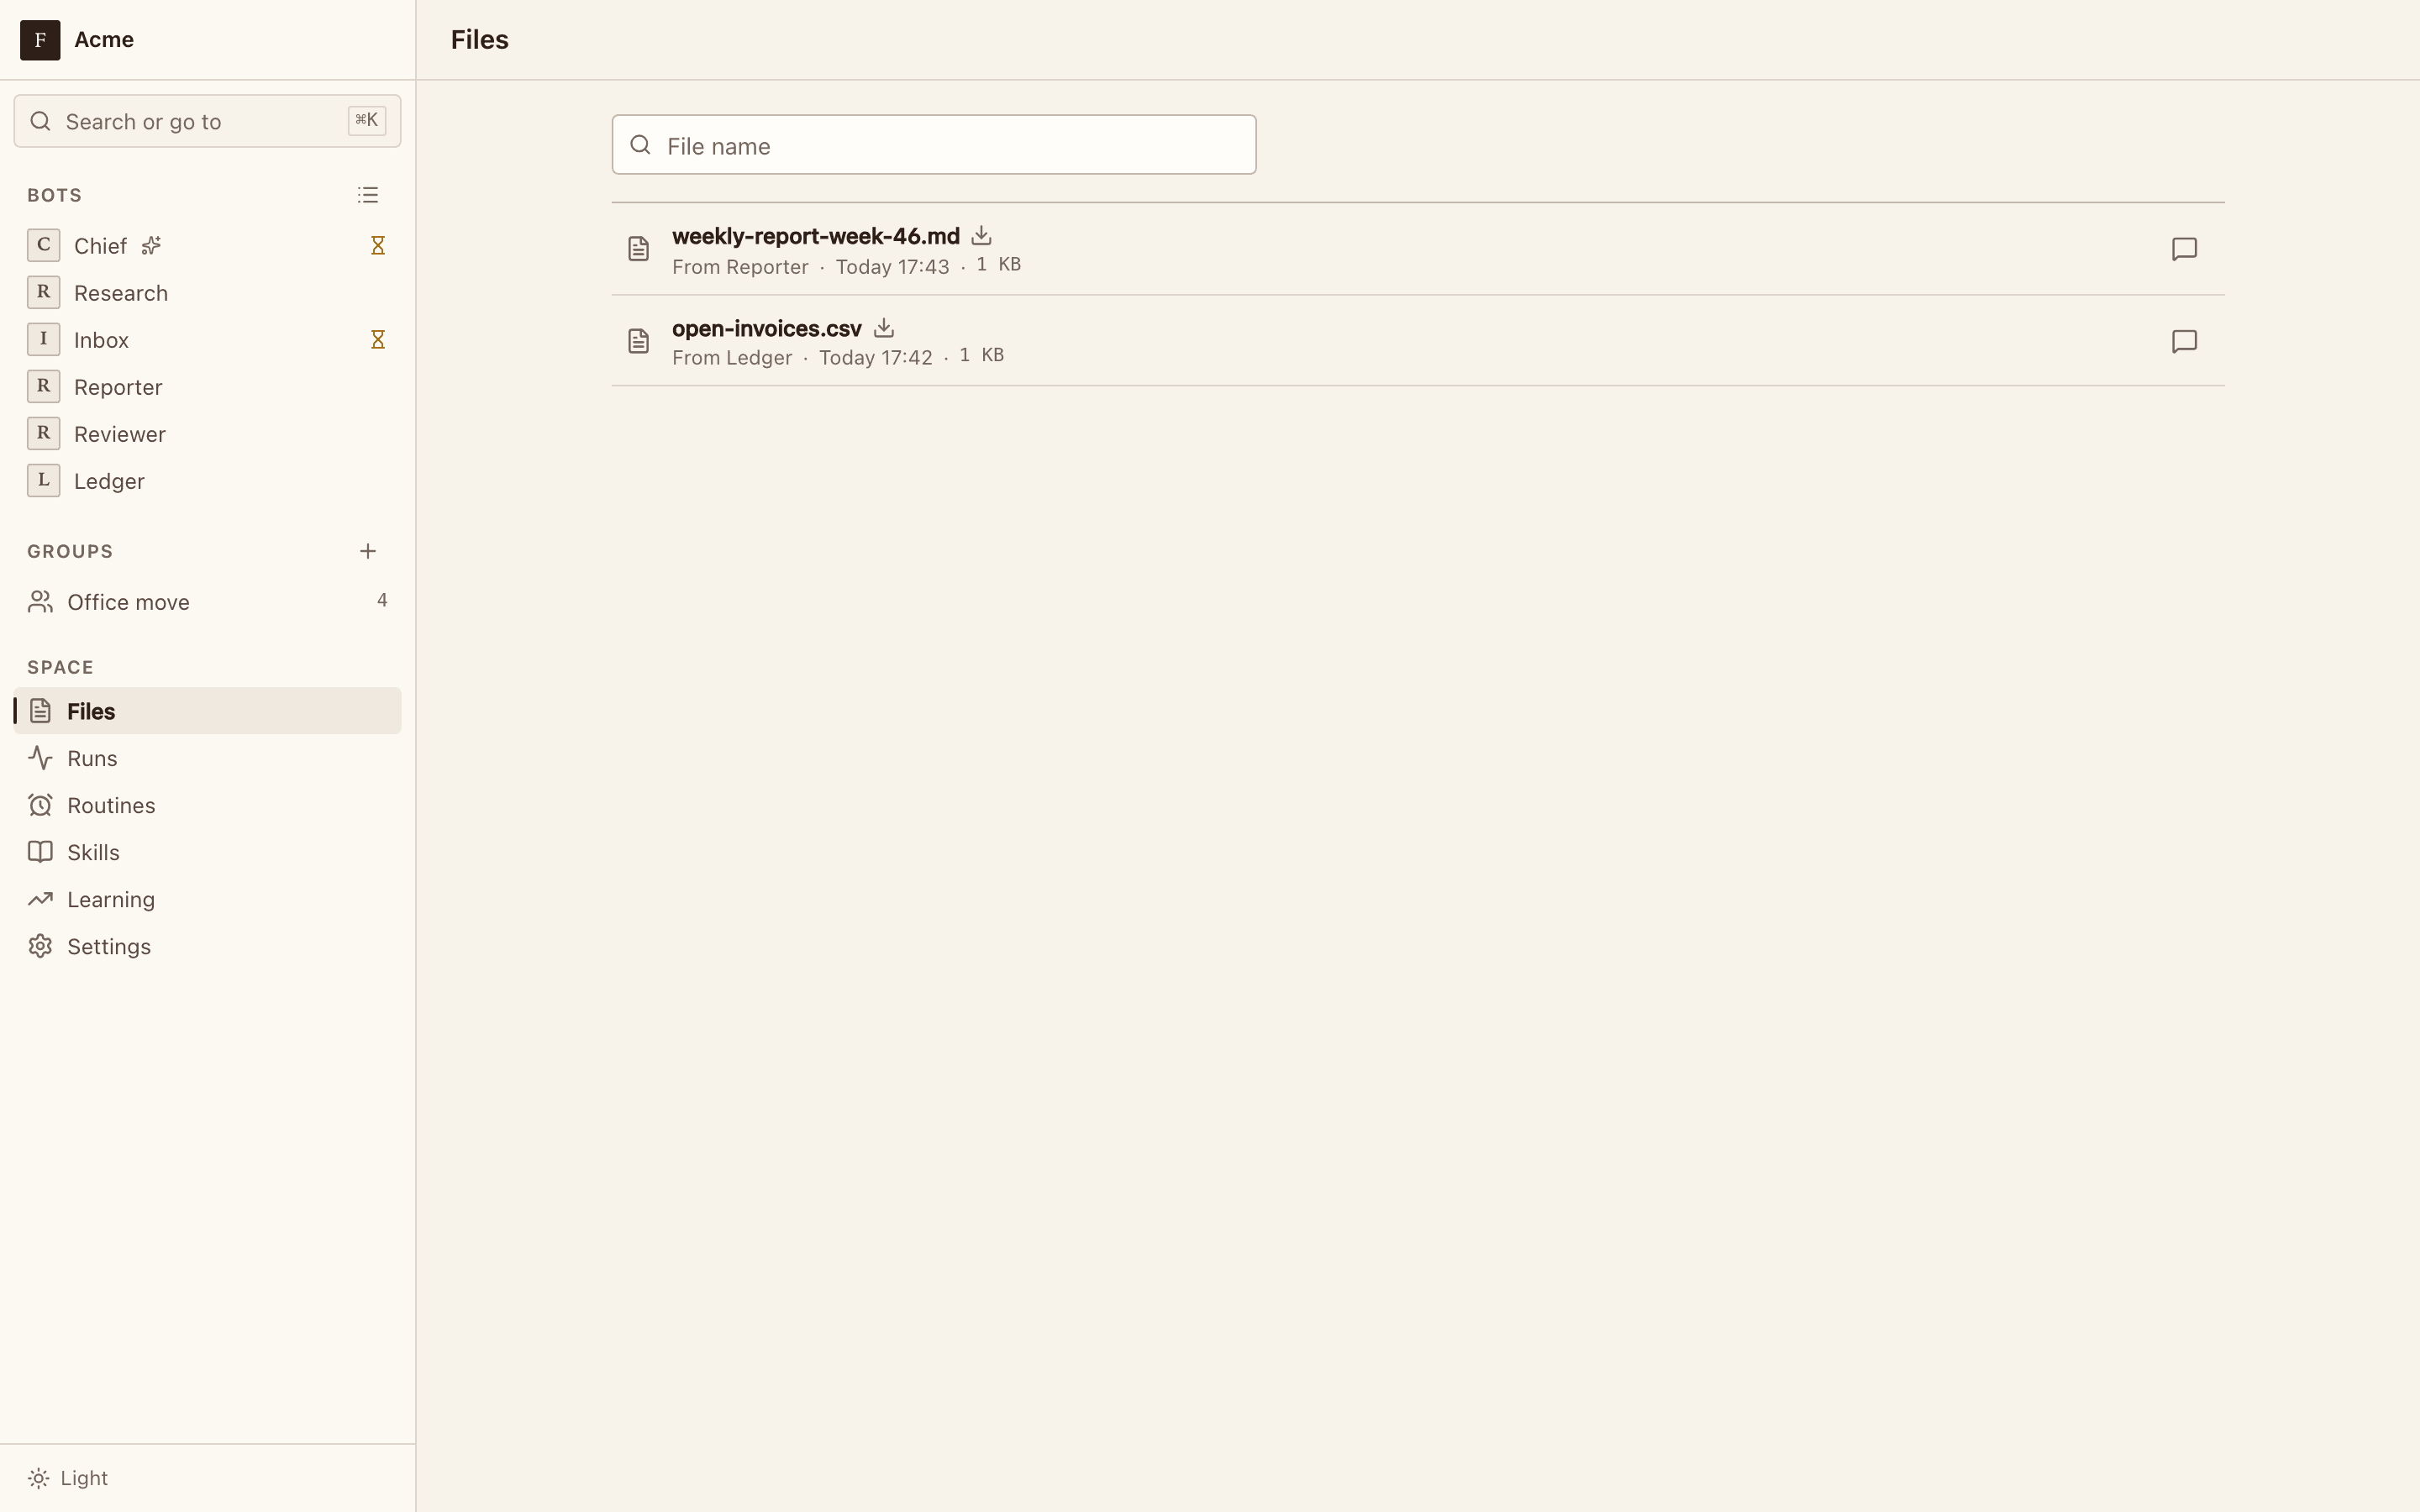 F Acme
Search or go to ⌘K
BOTS
C Chief
R Research
I Inbox
R Reporter
R Reviewer
L Ledger
GROUPS
Office move 4
SPACE
Files
Runs
Routines
Skills
Learning
Settings
Light
Files
File name
weekly-report-week-46.md
From Reporter · Today 17:43 · 1 KB
open-invoices.csv
From Ledger · Today 17:42 · 1 KB